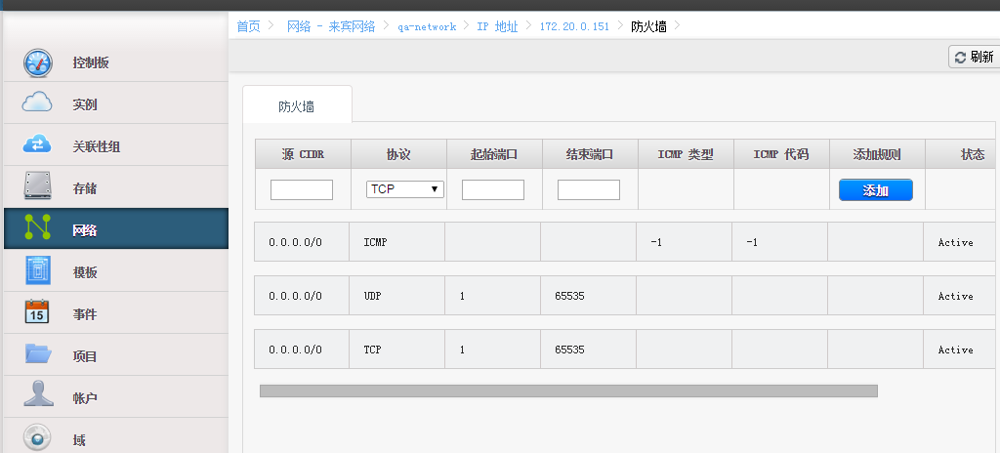 首页 网络 - 来宾网络 qa-network IP 地址 172.20.0.151 防火墙
刷新
控制板
实例
关联性组
存储
网络
模板
15
事件
项目
帐户
域
防火墙
源 CIDR 协议 起始端口 结束端口 ICMP 类型 ICMP 代码 添加规则 状态
TCP 添加
0.0.0.0/0 ICMP -1 -1 Active
0.0.0.0/0 UDP 1 65535 Active
0.0.0.0/0 TCP 1 65535 Active